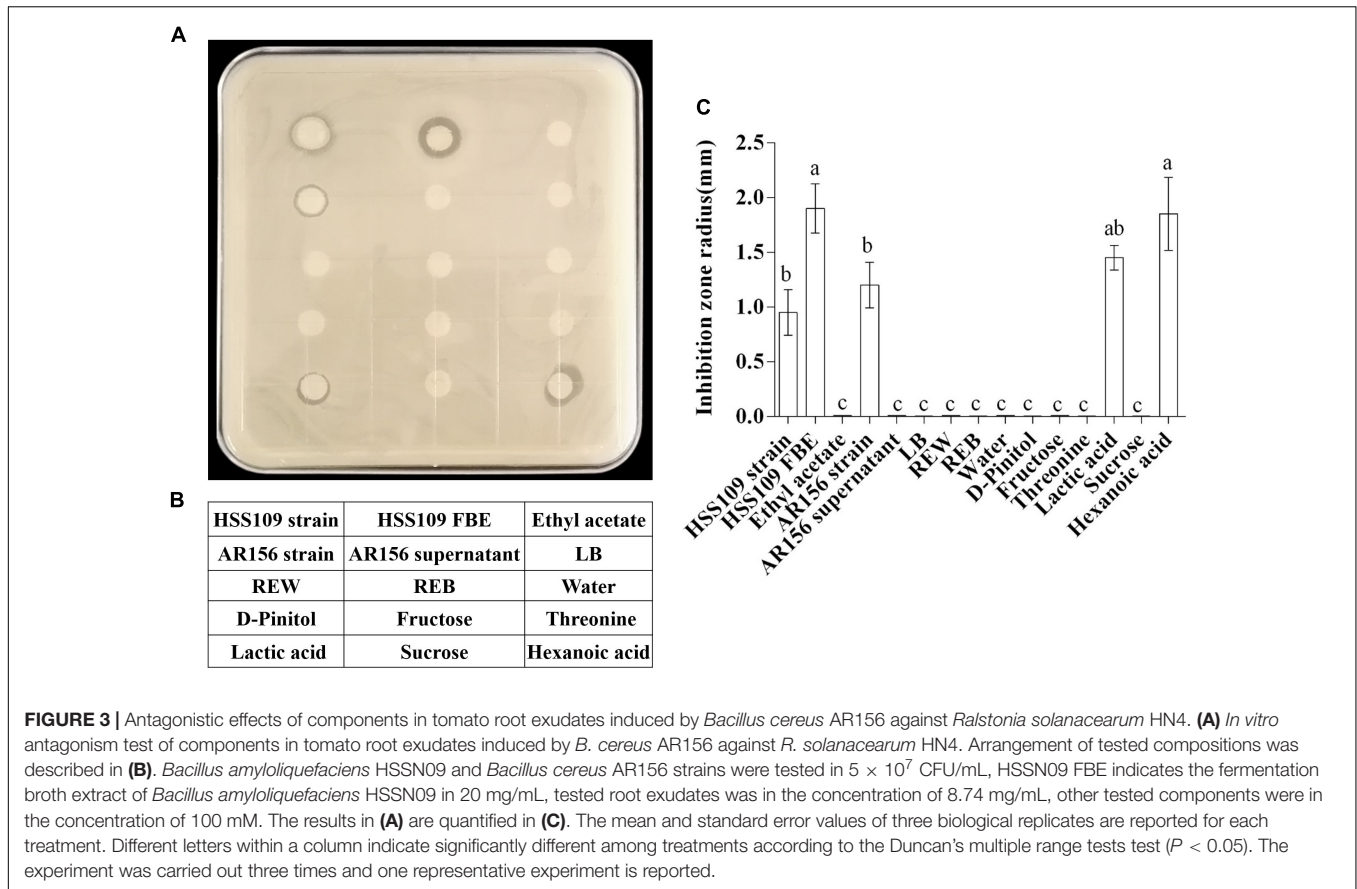 A
B
HSS109 strain HSS109 FBE Ethyl acetate
AR156 strain AR156 supernatant LB
REW REB Water
D-Pinitol Fructose Threonine
Lactic acid Sucrose Hexanoic acid
C
Inhibition zone radius(mm)
2.5
2.0
1.5
1.0
0.5
0.0
b a c b c c c c c c c c ab c a
HSS109 strain
HSS109 FBE
Ethyl acetate
AR156 strain
AR156 supernatant
LB
REW
REB
Water
D-Pinitol
Fructose
Threonine
Lactic acid
Sucrose
Hexanoic acid
FIGURE 3 | Antagonistic effects of components in tomato root exudates induced by Bacillus cereus AR156 against Ralstonia solanacearum HN4. (A) In vitro
antagonism test of components in tomato root exudates induced by B. cereus AR156 against R. solanacearum HN4. Arrangement of tested compositions was
described in (B). Bacillus amyloliquefaciens HSSN09 and Bacillus cereus AR156 strains were tested in 5 × 10⁷ CFU/mL, HSSN09 FBE indicates the fermentation
broth extract of Bacillus amyloliquefaciens HSSN09 in 20 mg/mL, tested root exudates was in the concentration of 8.74 mg/mL, other tested components were in
the concentration of 100 mM. The results in (A) are quantified in (C). The mean and standard error values of three biological replicates are reported for each
treatment. Different letters within a column indicate significantly different among treatments according to the Duncan's multiple range tests test (P < 0.05). The
experiment was carried out three times and one representative experiment is reported.